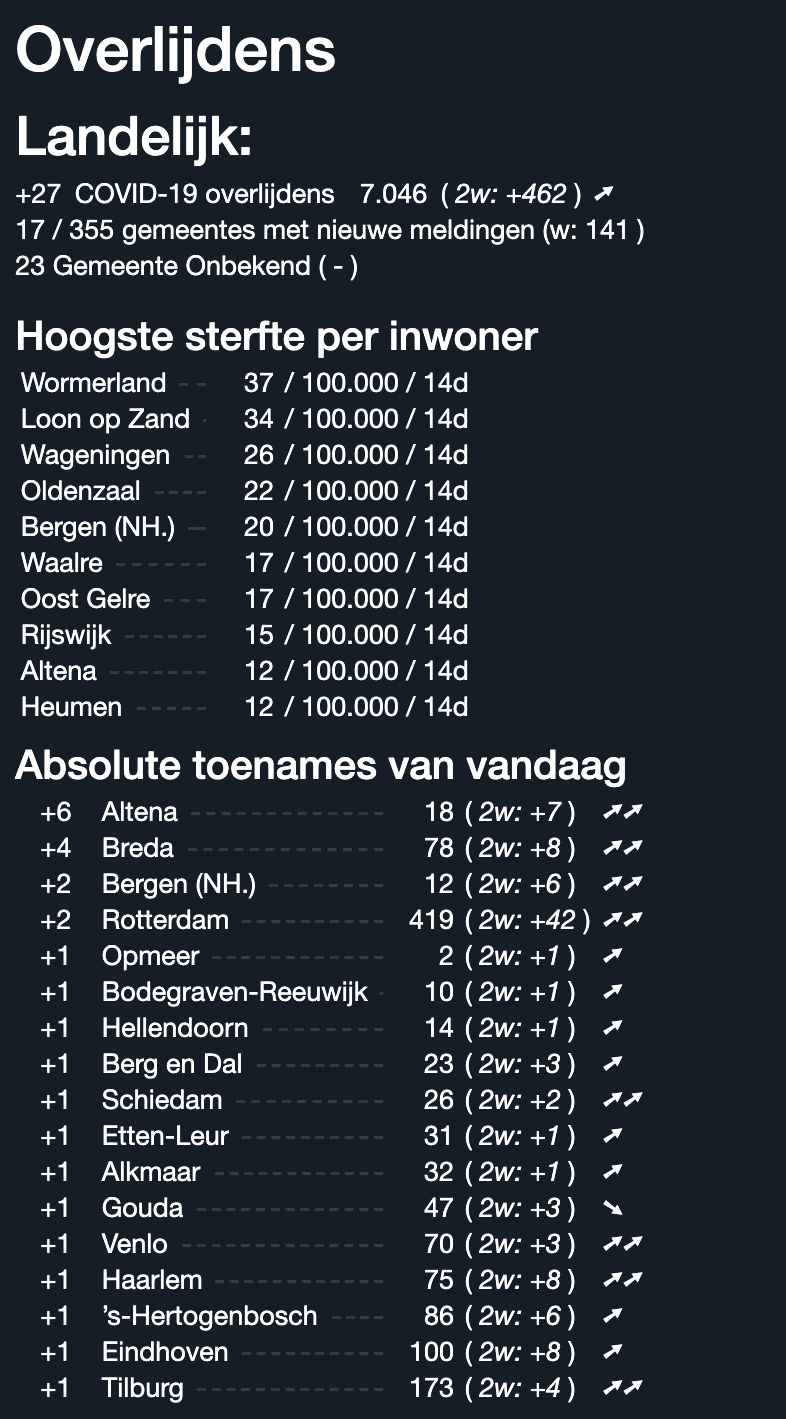 Overlijdens
Landelijk:
+27 COVID-19 overlijdens 7.046 ( 2w: +462 ) ➚
17 / 355 gemeentes met nieuwe meldingen (w: 141 )
23 Gemeente Onbekend ( - )
Hoogste sterfte per inwoner
Wormerland 37 / 100.000 / 14d
Loon op Zand 34 / 100.000 / 14d
Wageningen 26 / 100.000 / 14d
Oldenzaal 22 / 100.000 / 14d
Bergen (NH.) 20 / 100.000 / 14d
Waalre 17 / 100.000 / 14d
Oost Gelre 17 / 100.000 / 14d
Rijswijk 15 / 100.000 / 14d
Altena 12 / 100.000 / 14d
Heumen 12 / 100.000 / 14d
Absolute toenames van vandaag
+6 Altena 18 ( 2w: +7 ) ➚➚
+4 Breda 78 ( 2w: +8 ) ➚➚
+2 Bergen (NH.) 12 ( 2w: +6 ) ➚➚
+2 Rotterdam 419 ( 2w: +42 ) ➚➚
+1 Opmeer 2 ( 2w: +1 ) ➚
+1 Bodegraven-Reeuwijk 10 ( 2w: +1 ) ➚
+1 Hellendoorn 14 ( 2w: +1 ) ➚
+1 Berg en Dal 23 ( 2w: +3 ) ➚
+1 Schiedam 26 ( 2w: +2 ) ➚➚
+1 Etten-Leur 31 ( 2w: +1 ) ➚
+1 Alkmaar 32 ( 2w: +1 ) ➚
+1 Gouda 47 ( 2w: +3 ) ➘
+1 Venlo 70 ( 2w: +3 ) ➚➚
+1 Haarlem 75 ( 2w: +8 ) ➚➚
+1 ’s-Hertogenbosch 86 ( 2w: +6 ) ➚
+1 Eindhoven 100 ( 2w: +8 ) ➚
+1 Tilburg 173 ( 2w: +4 ) ➚➚